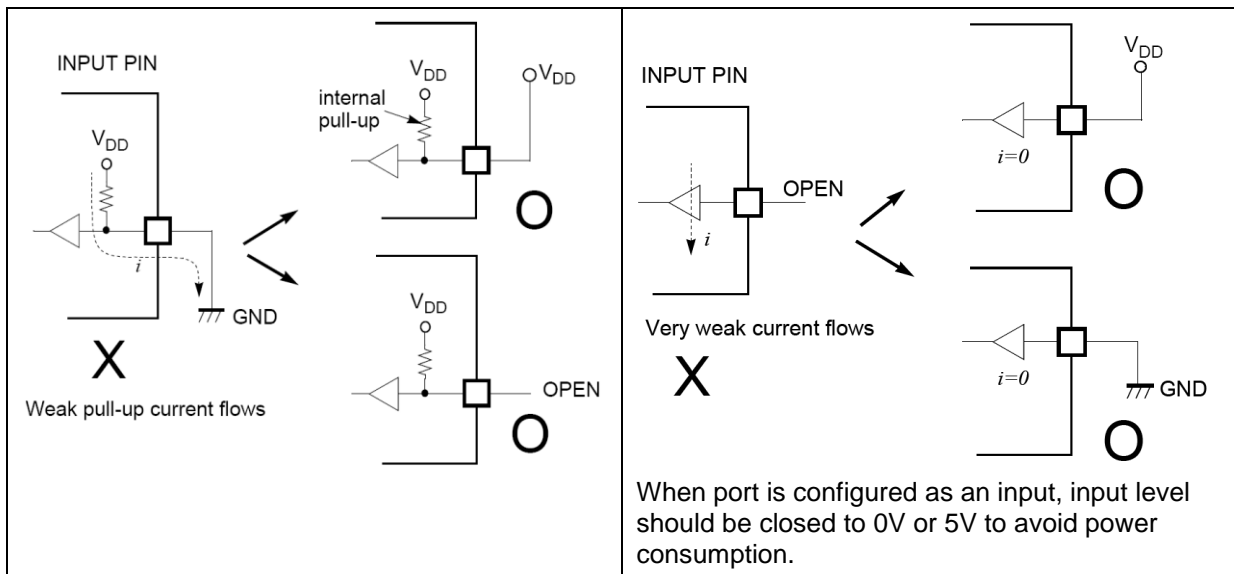 INPUT PIN
VDD
i
GND
X
Weak pull-up current flows
VDD
internal
pull-up
VDD
O
VDD
OPEN
O
INPUT PIN
OPEN
i
Very weak current flows
X
VDD
i=0
O
i=0
GND
O
When port is configured as an input, input level
should be closed to 0V or 5V to avoid power
consumption.